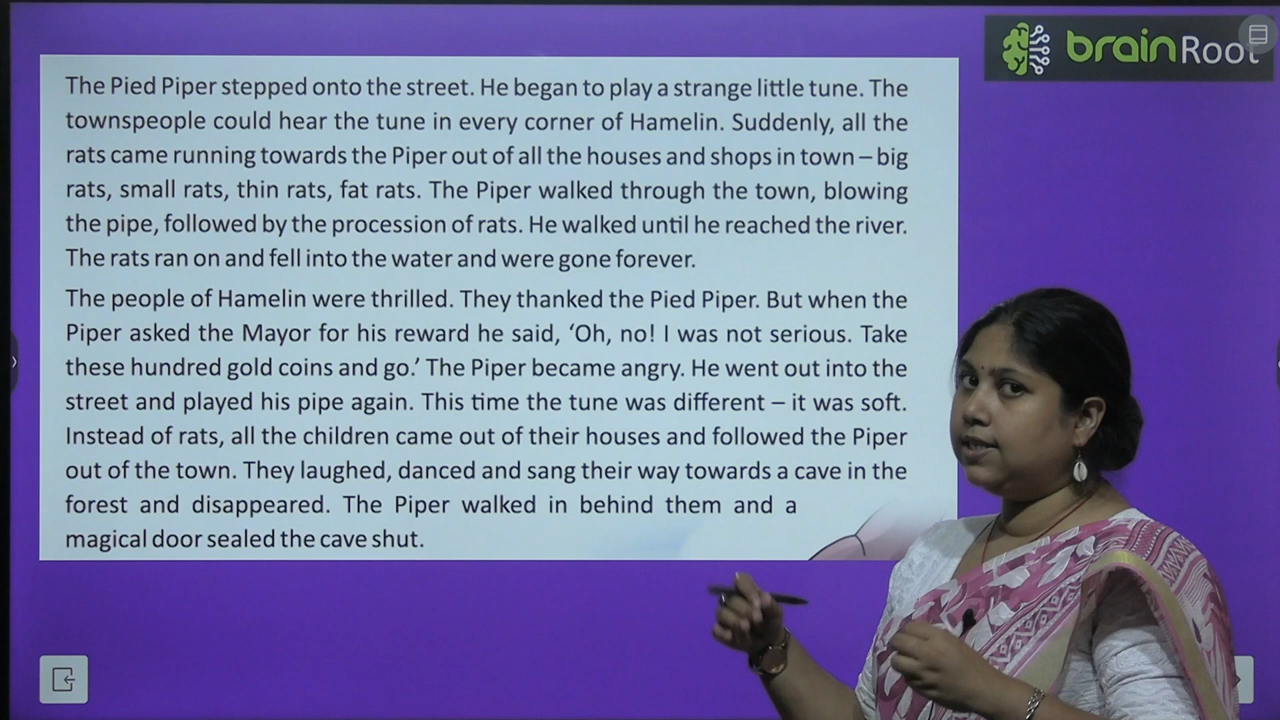 brainRoot
The Pied Piper stepped onto the street. He began to play a strange little tune. The
townspeople could hear the tune in every corner of Hamelin. Suddenly, all the
rats came running towards the Piper out of all the houses and shops in town – big
rats, small rats, thin rats, fat rats. The Piper walked through the town, blowing
the pipe, followed by the procession of rats. He walked until he reached the river.
The rats ran on and fell into the water and were gone forever.
The people of Hamelin were thrilled. They thanked the Pied Piper. But when the
Piper asked the Mayor for his reward he said, ‘Oh, no! I was not serious. Take
these hundred gold coins and go.’ The Piper became angry. He went out into the
street and played his pipe again. This time the tune was different – it was soft.
Instead of rats, all the children came out of their houses and followed the Piper
out of the town. They laughed, danced and sang their way towards a cave in the
forest and disappeared. The Piper walked in behind them and a
magical door sealed the cave shut.